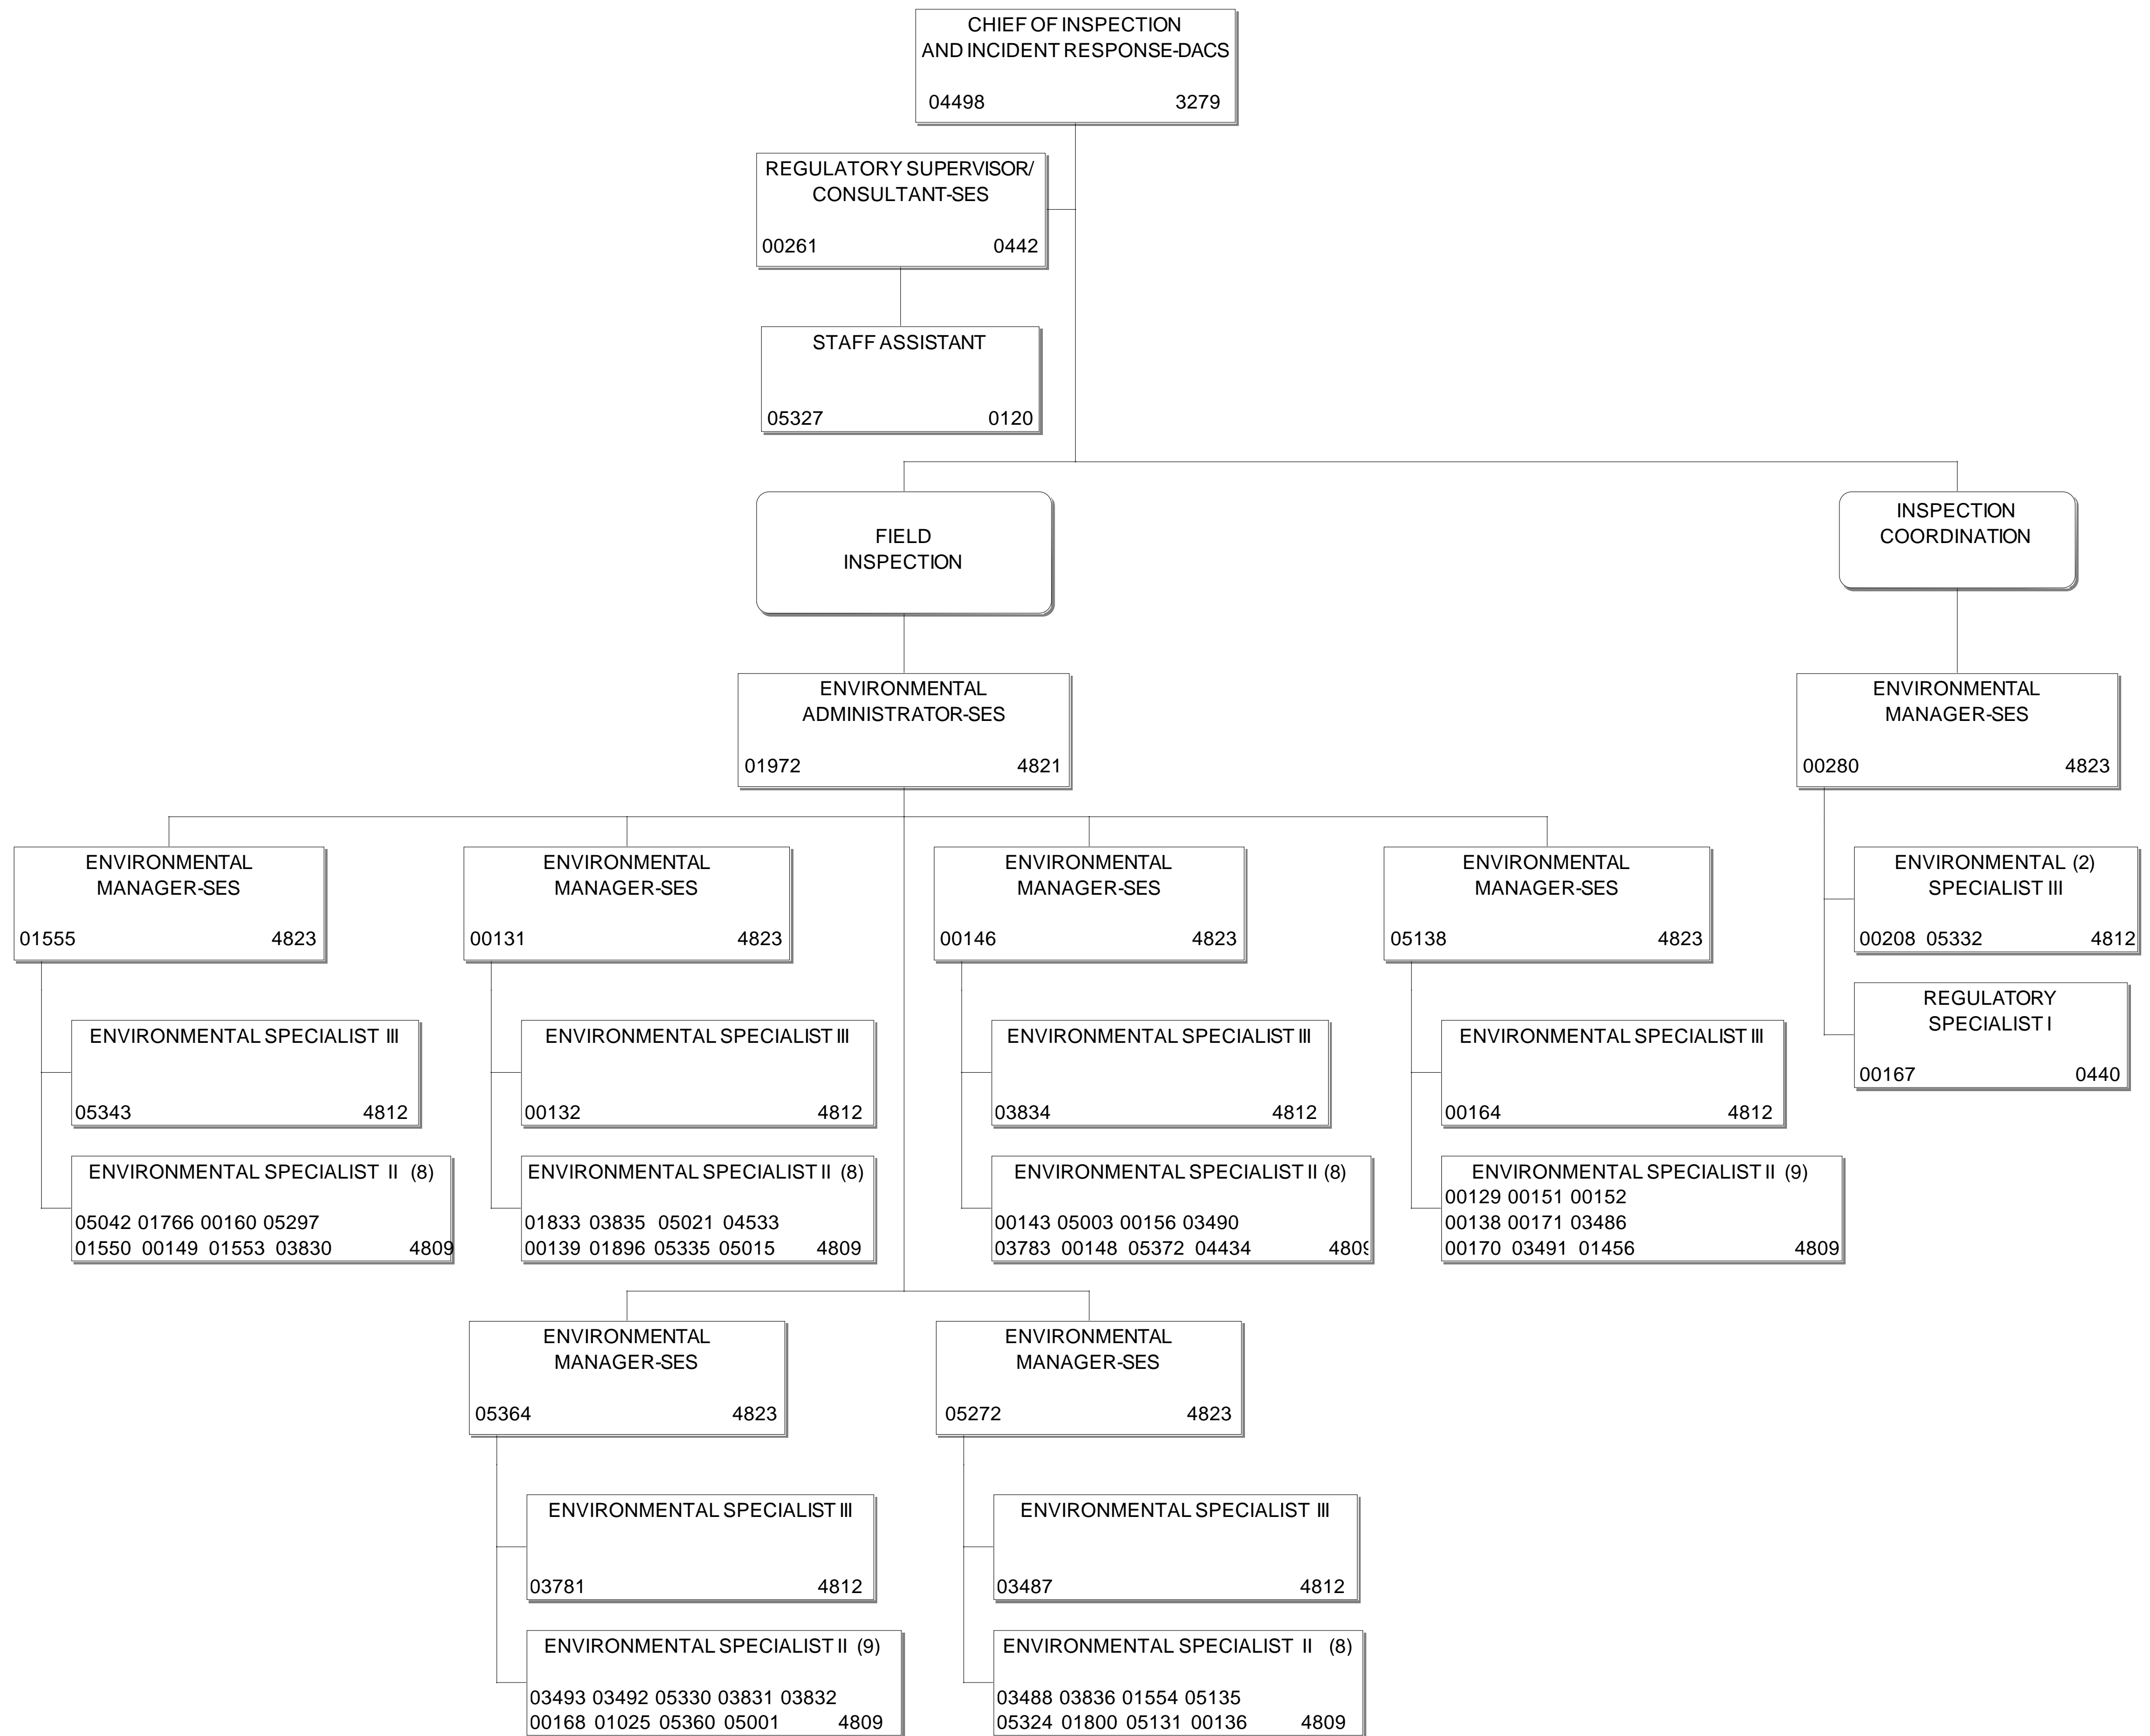 CHIEF OF INSPECTION
AND INCIDENT RESPONSE-DACS
04498 3279
REGULATORY SUPERVISOR/
CONSULTANT-SES
00261 0442
STAFF ASSISTANT
05327 0120
FIELD
INSPECTION
INSPECTION
COORDINATION
ENVIRONMENTAL
ADMINISTRATOR-SES
01972 4821
ENVIRONMENTAL
MANAGER-SES
00280 4823
ENVIRONMENTAL (2)
SPECIALIST III
00208 05332 4812
REGULATORY
SPECIALIST I
00167 0440
ENVIRONMENTAL
MANAGER-SES
01555 4823
ENVIRONMENTAL SPECIALIST III
05343 4812
ENVIRONMENTAL SPECIALIST II (8)
05042 01766 00160 05297
01550 00149 01553 03830 4809
ENVIRONMENTAL
MANAGER-SES
00131 4823
ENVIRONMENTAL SPECIALIST III
00132 4812
ENVIRONMENTAL SPECIALIST II (8)
01833 03835 05021 04533
00139 01896 05335 05015 4809
ENVIRONMENTAL
MANAGER-SES
00146 4823
ENVIRONMENTAL SPECIALIST III
03834 4812
ENVIRONMENTAL SPECIALIST II (8)
00143 05003 00156 03490
03783 00148 05372 04434 4809
ENVIRONMENTAL
MANAGER-SES
05138 4823
ENVIRONMENTAL SPECIALIST III
00164 4812
ENVIRONMENTAL SPECIALIST II (9)
00129 00151 00152
00138 00171 03486
00170 03491 01456 4809
ENVIRONMENTAL
MANAGER-SES
05364 4823
ENVIRONMENTAL SPECIALIST III
03781 4812
ENVIRONMENTAL SPECIALIST II (9)
03493 03492 05330 03831 03832
00168 01025 05360 05001 4809
ENVIRONMENTAL
MANAGER-SES
05272 4823
ENVIRONMENTAL SPECIALIST III
03487 4812
ENVIRONMENTAL SPECIALIST II (8)
03488 03836 01554 05135
05324 01800 05131 00136 4809